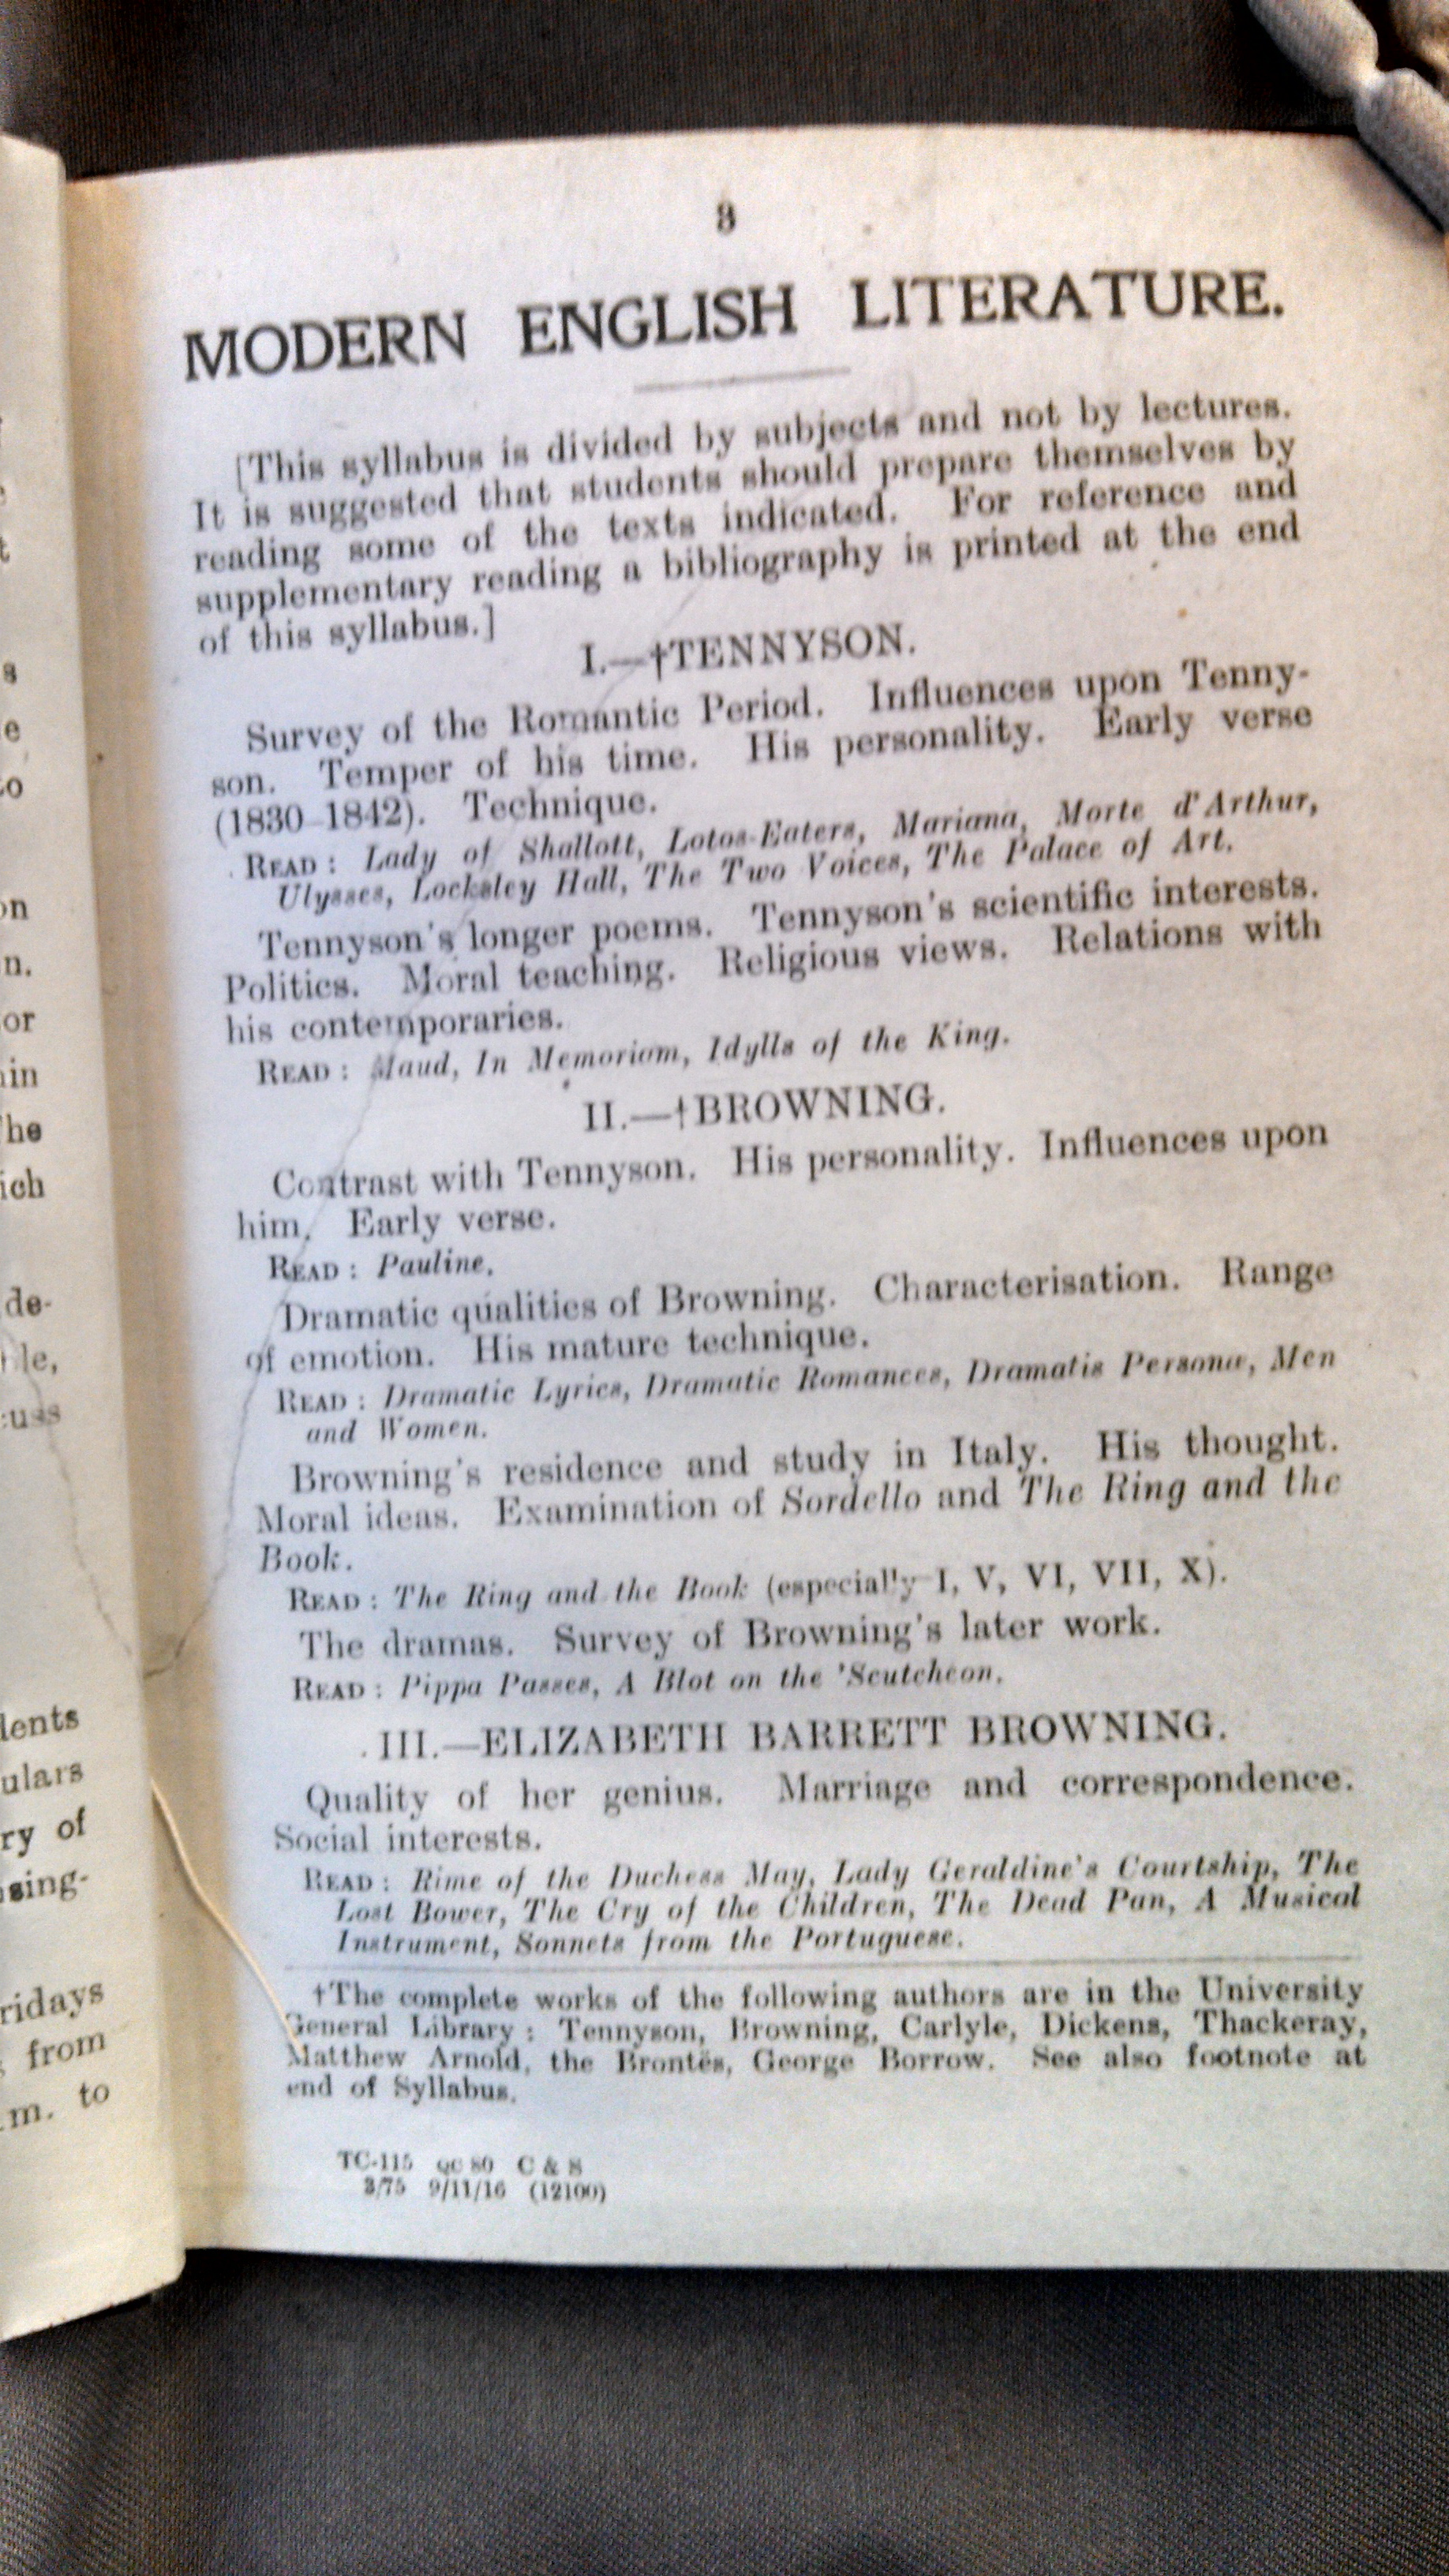 3
MODERN ENGLISH LITERATURE.
[This syllabus is divided by subjects and not by lectures.
It is suggested that students should prepare themselves by
reading some of the texts indicated. For reference and
supplementary reading a bibliography is printed at the end
of this syllabus.]
I.—†TENNYSON.
Survey of the Romantic Period. Influences upon Tenny-
son. Temper of his time. His personality. Early verse
(1830-1842). Technique.
READ: Lady of Shallott, Lotos-Eaters, Mariana, Morte d'Arthur,
Ulysses, Locksley Hall, The Two Voices, The Palace of Art.
Tennyson's longer poems. Tennyson's scientific interests.
Politics. Moral teaching. Religious views. Relations with
his contemporaries.
READ: Maud, In Memoriam, Idylls of the King.
II.—†BROWNING.
Contrast with Tennyson. His personality. Influences upon
him. Early verse.
READ: Pauline.
Dramatic qualities of Browning. Characterisation. Range
of emotion. His mature technique.
READ: Dramatic Lyrics, Dramatic Romances, Dramatis Personæ, Men
and Women.
Browning's residence and study in Italy. His thought.
Moral ideas. Examination of Sordello and The Ring and the
Book.
READ: The Ring and the Book (especially I, V, VI, VII, X).
The dramas. Survey of Browning's later work.
READ: Pippa Passes, A Blot on the 'Scutcheon.
III.—ELIZABETH BARRETT BROWNING.
Quality of her genius. Marriage and correspondence.
Social interests.
READ: Rime of the Duchess May, Lady Geraldine's Courtship, The
Lost Bower, The Cry of the Children, The Dead Pan, A Musical
Instrument, Sonnets from the Portuguese.
†The complete works of the following authors are in the University
General Library: Tennyson, Browning, Carlyle, Dickens, Thackeray,
Matthew Arnold, the Brontës, George Borrow. See also footnote at
end of Syllabus.
TC-115 C & S
3/75 9/11/16 (12100)